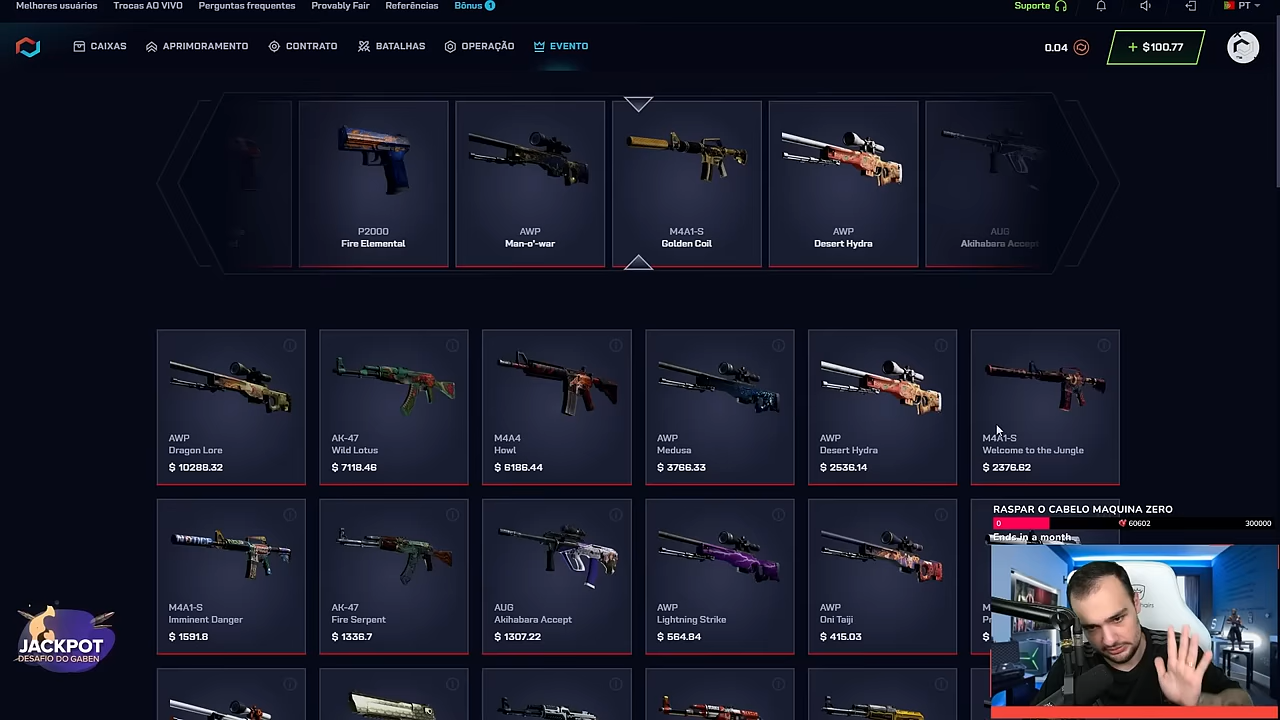 Melhores usuários Trocas AO VIVO Perguntas frequentes Provably Fair Referências Bônus 1 Suporte PT
CAIXAS APRIMORAMENTO CONTRATO BATALHAS OPERAÇÃO EVENTO 0.04 + $100.77
P2000 AWP M4A1-S AWP AUG
Fire Elemental Man-o'-war Golden Coil Desert Hydra Akihabara Accept
AWP AK-47 M4A4 AWP AWP M4A1-S
Dragon Lore Wild Lotus Howl Medusa Desert Hydra Welcome to the Jungle
$ 10288.32 $ 7118.46 $ 6186.44 $ 3766.33 $ 2536.14 $ 2376.62
RASPAR O CABELO MAQUINA ZERO
0 60602 300000
Ends in a month
M4A1-S AK-47 AUG AWP AWP
Imminent Danger Fire Serpent Akihabara Accept Lightning Strike Oni Taiji
$ 1591.8 $ 1336.7 $ 1307.22 $ 564.84 $ 415.03
JACKPOT
DESAFIO DO GABEN